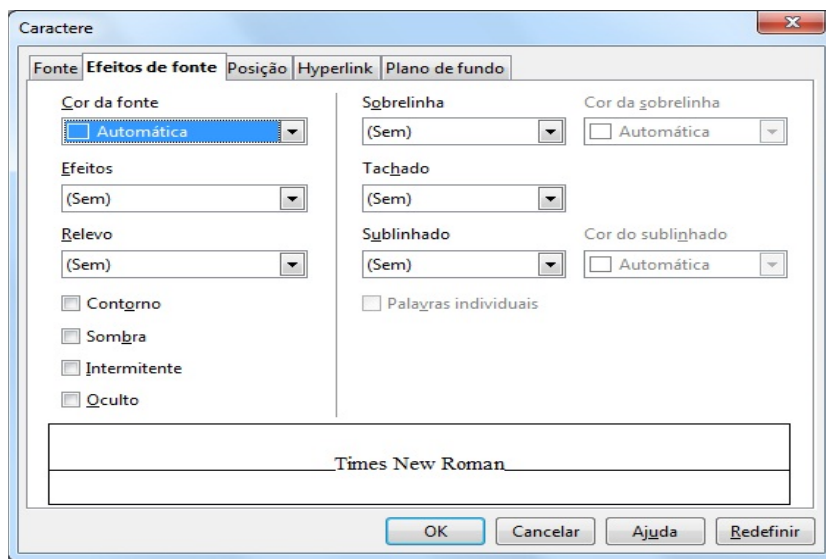 Caractere
x
Fonte Efeitos de fonte Posição Hyperlink Plano de fundo
Cor da fonte
Automática
Efeitos
(Sem)
Relevo
(Sem)
Contorno
Sombra
Intermitente
Oculto
Sobrelinha Cor da sobrelinha
(Sem) Automática
Tachado
(Sem)
Sublinhado Cor do sublinhado
(Sem) Automática
Palavras individuais
Times New Roman
OK Cancelar Ajuda Redefinir